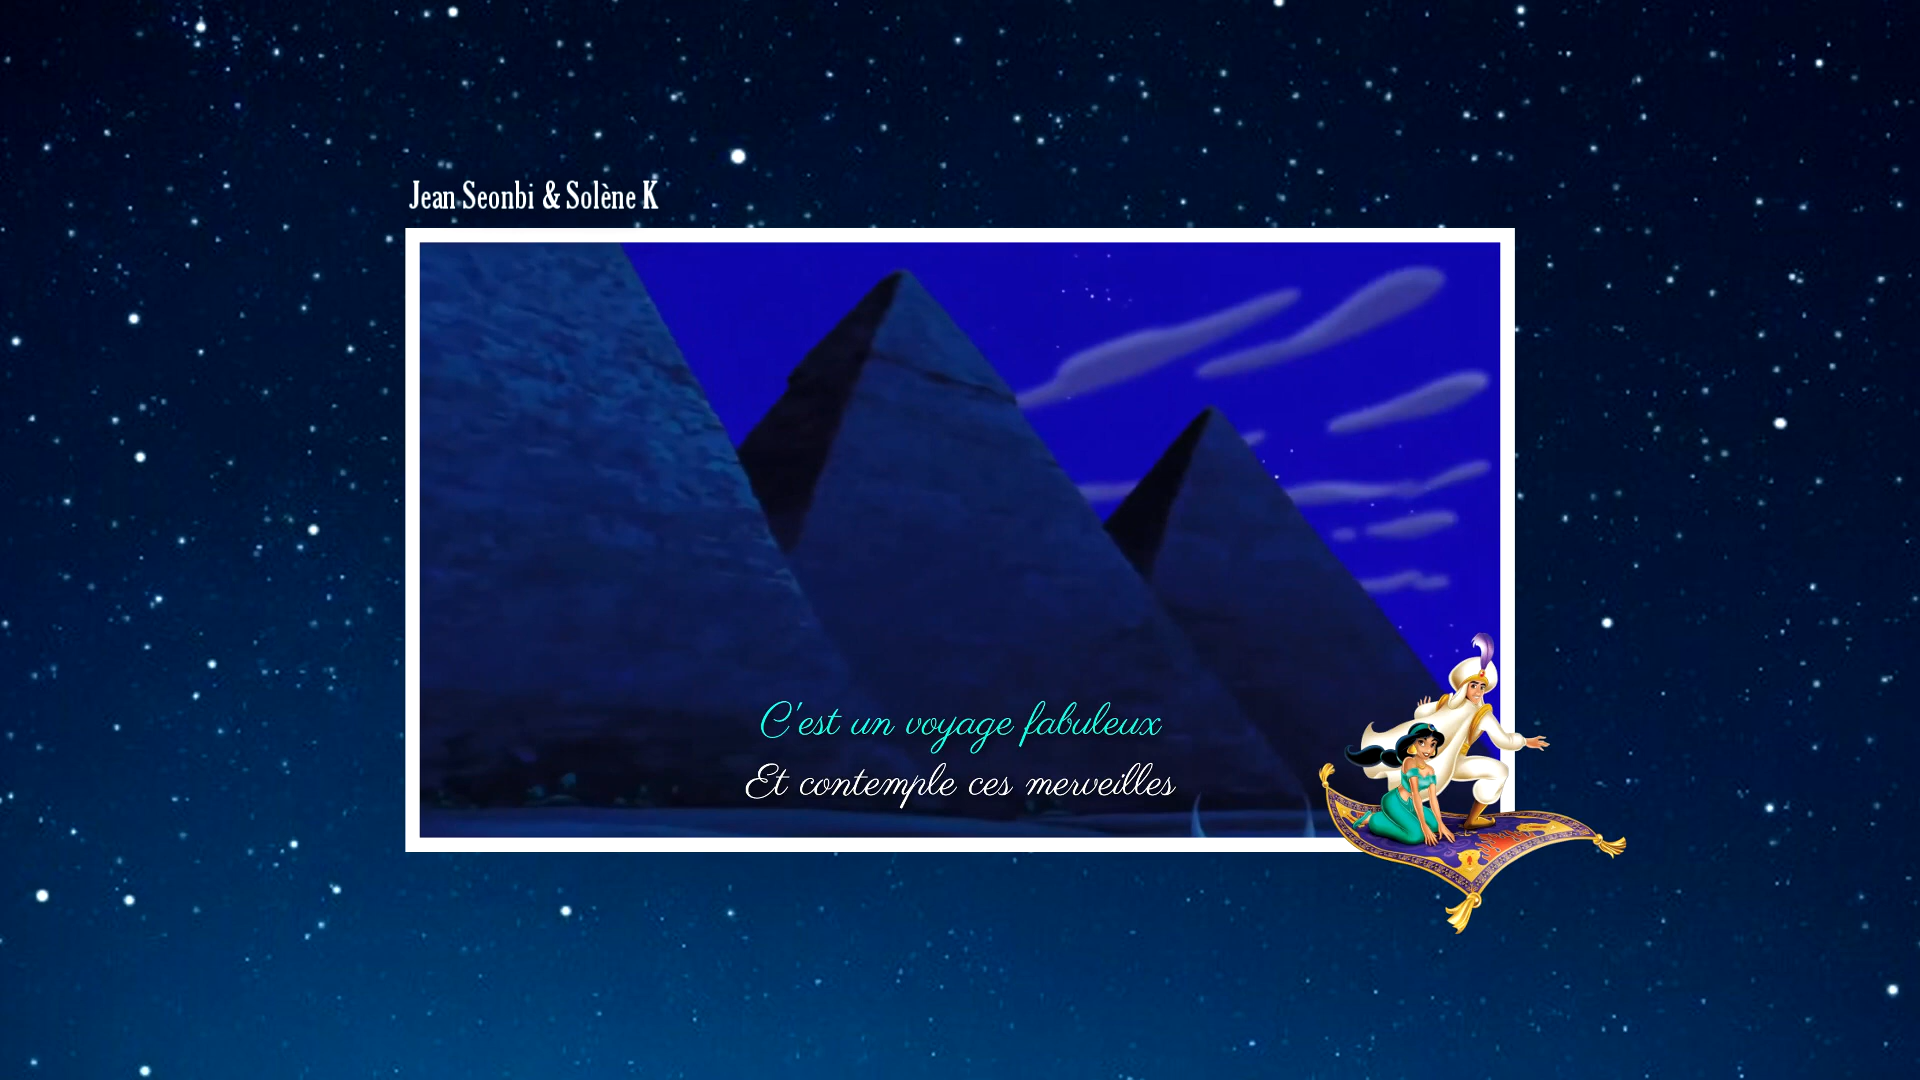 Jean Seonbi & Solène K
C'est un voyage fabuleux
Et contemple ces merveilles